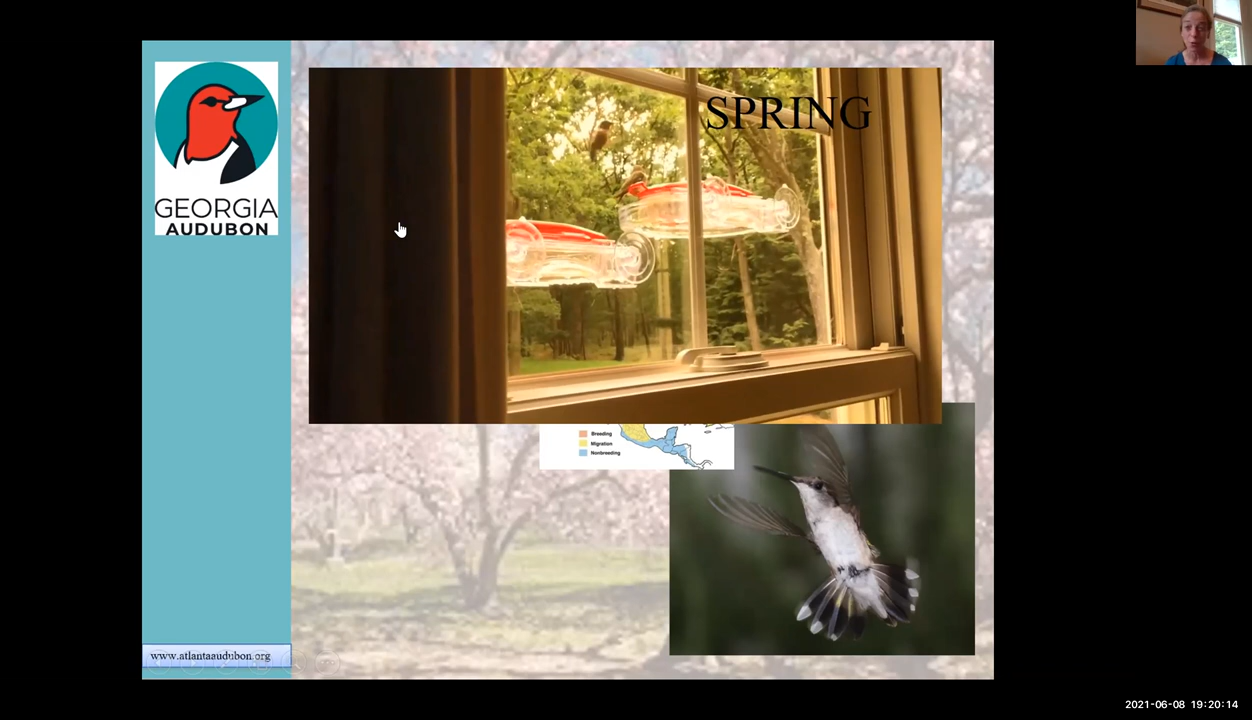 GEORGIA
AUDUBON
SPRING
Breeding
Migration
Nonbreeding
www.atlantaaudubon.org
2021-06-08 19:20:14